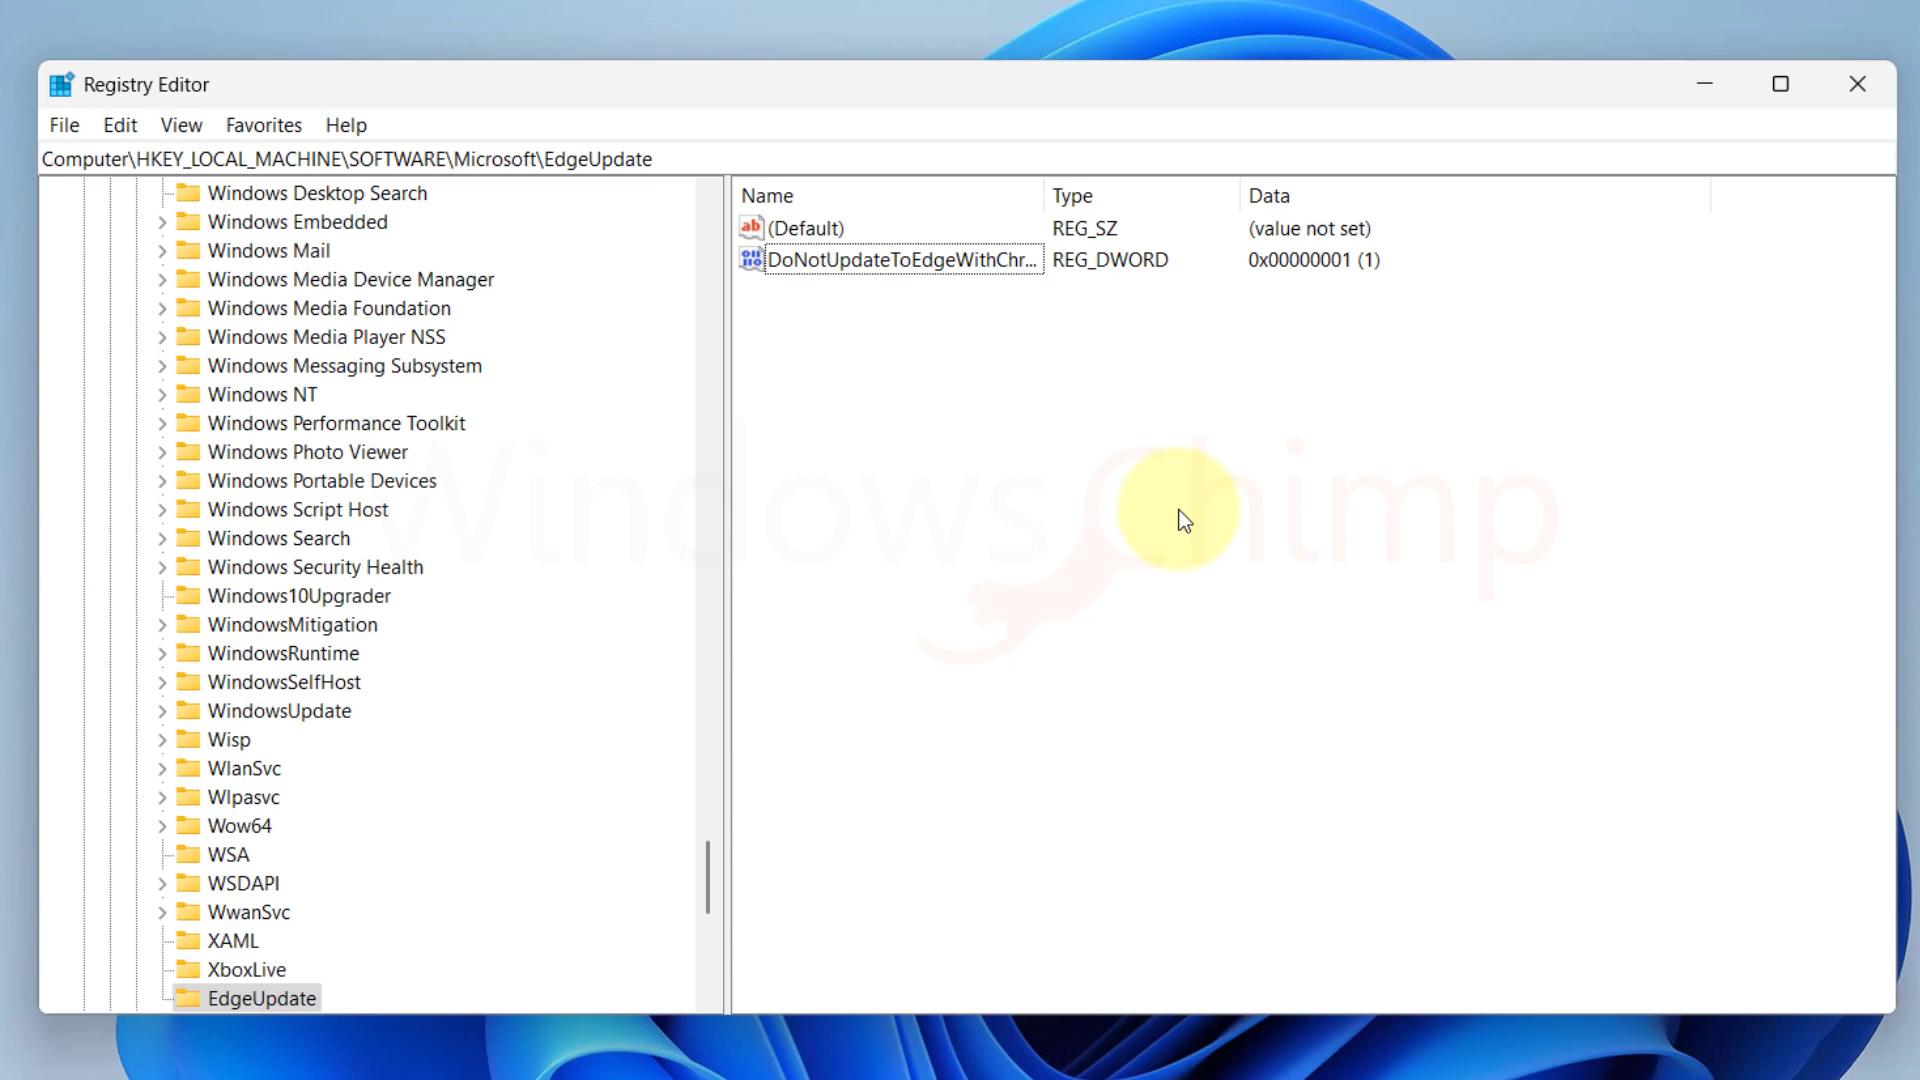 Registry Editor
File Edit View Favorites Help
Computer\HKEY_LOCAL_MACHINE\SOFTWARE\Microsoft\EdgeUpdate
Windows Desktop Search
Windows Embedded
Windows Mail
Windows Media Device Manager
Windows Media Foundation
Windows Media Player NSS
Windows Messaging Subsystem
Windows NT
Windows Performance Toolkit
Windows Photo Viewer
Windows Portable Devices
Windows Script Host
Windows Search
Windows Security Health
Windows10Upgrader
WindowsMitigation
WindowsRuntime
WindowsSelfHost
WindowsUpdate
Wisp
WlanSvc
Wlpasvc
Wow64
WSA
WSDAPI
WwanSvc
XAML
XboxLive
EdgeUpdate
Name Type Data
(Default) REG_SZ (value not set)
DoNotUpdateToEdgeWithChr... REG_DWORD 0x00000001 (1)
Windows Chimp